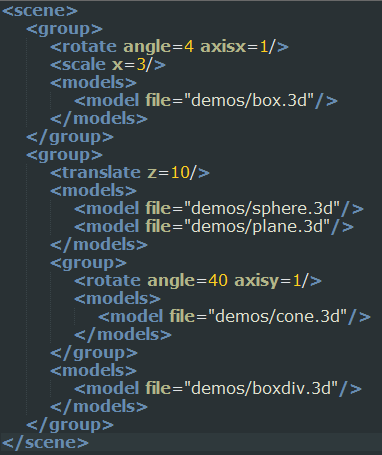 <scene>
<group>
<rotate angle=4 axisx=1/>
<scale x=3/>
<models>
<model file="demos/box.3d"/>
</models>
</group>
<group>
<translate z=10/>
<models>
<model file="demos/sphere.3d"/>
<model file="demos/plane.3d"/>
</models>
<group>
<rotate angle=40 axisy=1/>
<models>
<model file="demos/cone.3d"/>
</models>
</group>
<models>
<model file="demos/boxdiv.3d"/>
</models>
</group>
</scene>